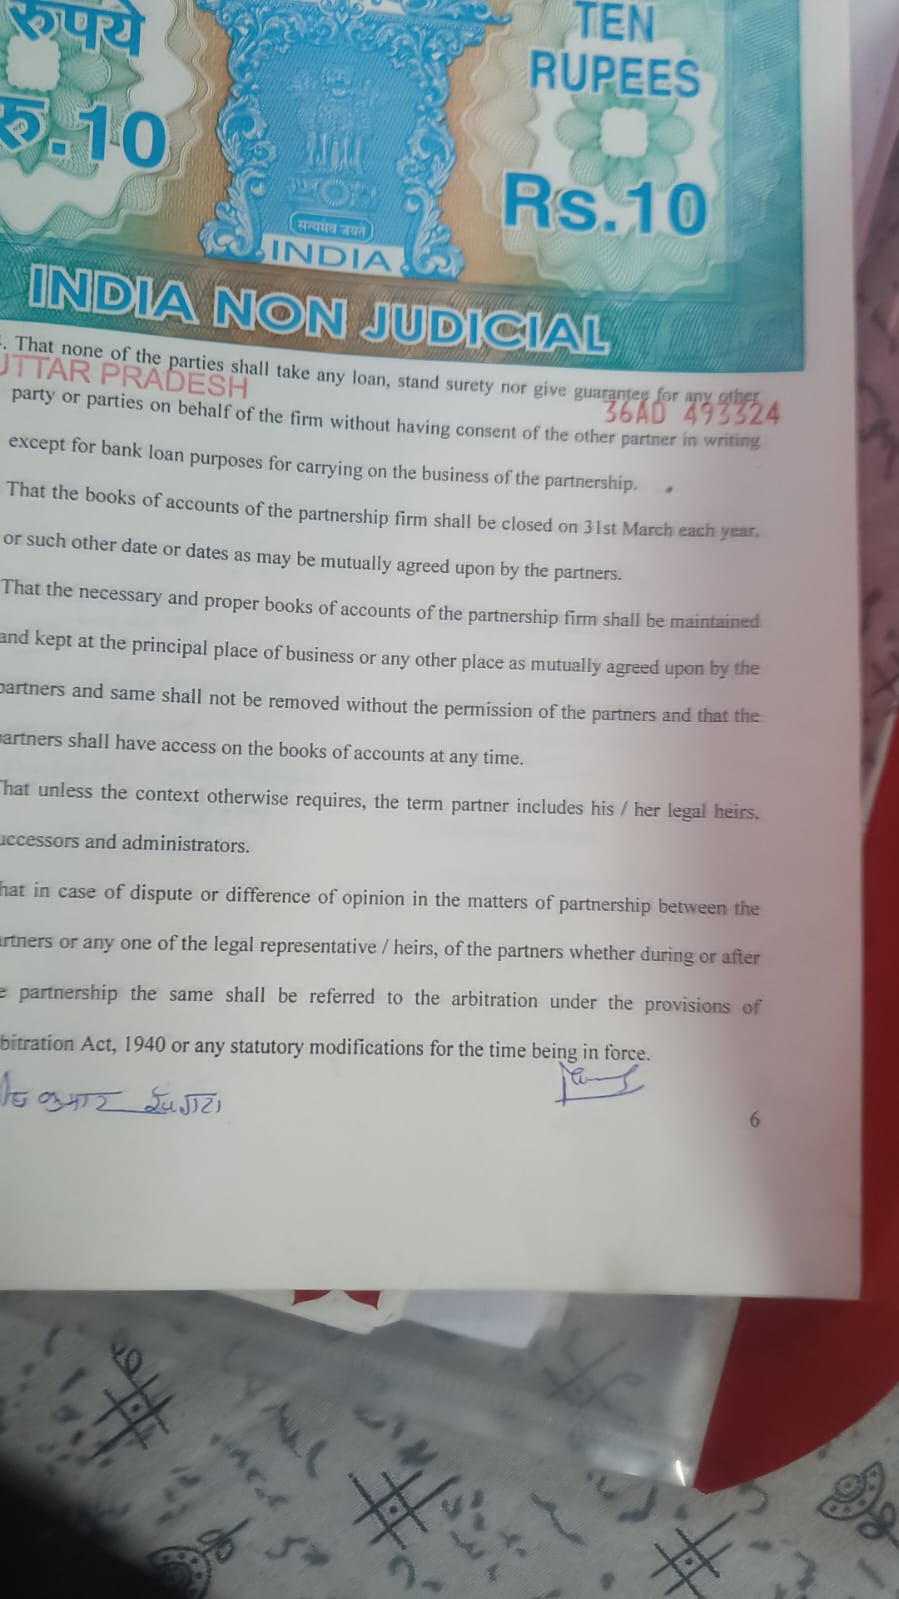 रुपये
TEN
RUPEES
रु.10
Rs.10
सत्यमेव जयते
INDIA
INDIA NON JUDICIAL
. That none of the parties shall take any loan, stand surety nor give guarantee for any other
UTTAR PRADESH
36AD 493324
party or parties on behalf of the firm without having consent of the other partner in writing
except for bank loan purposes for carrying on the business of the partnership.
That the books of accounts of the partnership firm shall be closed on 31st March each year.
or such other date or dates as may be mutually agreed upon by the partners.
That the necessary and proper books of accounts of the partnership firm shall be maintained
and kept at the principal place of business or any other place as mutually agreed upon by the
partners and same shall not be removed without the permission of the partners and that the
partners shall have access on the books of accounts at any time.
That unless the context otherwise requires, the term partner includes his / her legal heirs,
uccessors and administrators.
hat in case of dispute or difference of opinion in the matters of partnership between the
artners or any one of the legal representative / heirs, of the partners whether during or after
e partnership the same shall be referred to the arbitration under the provisions of
bitration Act, 1940 or any statutory modifications for the time being in force.
6